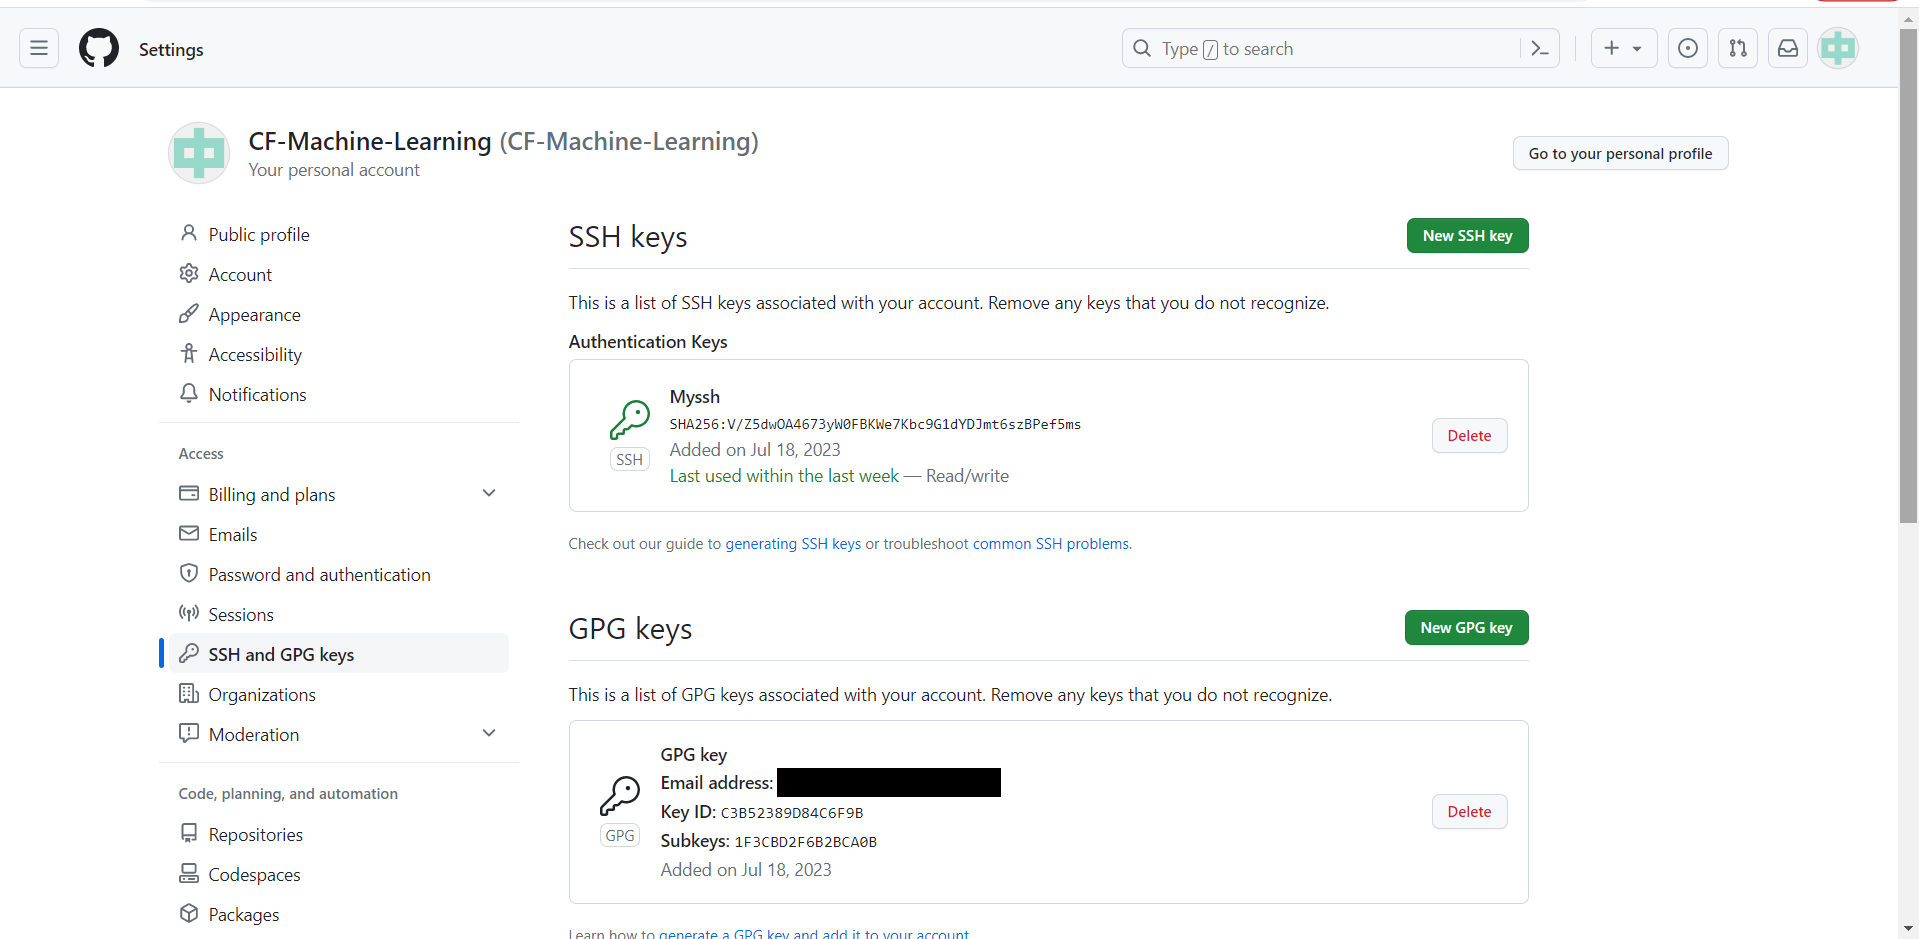 Settings
Type / to search
CF-Machine-Learning (CF-Machine-Learning)
Your personal account
Go to your personal profile
Public profile
Account
Appearance
Accessibility
Notifications
Access
Billing and plans
Emails
Password and authentication
Sessions
SSH and GPG keys
Organizations
Moderation
Code, planning, and automation
Repositories
Codespaces
Packages
SSH keys
New SSH key
This is a list of SSH keys associated with your account. Remove any keys that you do not recognize.
Authentication Keys
SSH
Myssh
SHA256:V/Z5dwOA4673yW0FBKWe7Kbc9G1dYDJmt6szBPef5ms
Added on Jul 18, 2023
Last used within the last week — Read/write
Delete
Check out our guide to generating SSH keys or troubleshoot common SSH problems.
GPG keys
New GPG key
This is a list of GPG keys associated with your account. Remove any keys that you do not recognize.
GPG
GPG key
Email address:
Key ID: C3B52389D84C6F9B
Subkeys: 1F3CBD2F6B2BCA0B
Added on Jul 18, 2023
Delete
Learn how to generate a GPG key and add it to your account